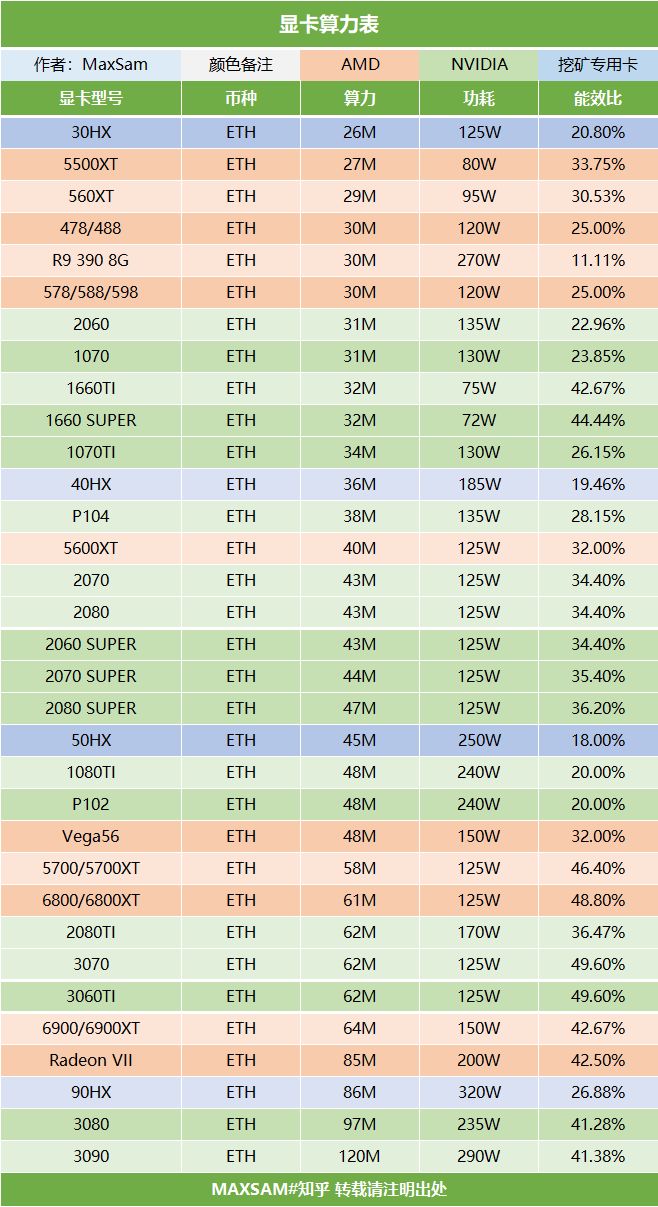 显卡算力表
作者：MaxSam 颜色备注 AMD NVIDIA 挖矿专用卡
显卡型号 币种 算力 功耗 能效比
30HX ETH 26M 125W 20.80%
5500XT ETH 27M 80W 33.75%
560XT ETH 29M 95W 30.53%
478/488 ETH 30M 120W 25.00%
R9 390 8G ETH 30M 270W 11.11%
578/588/598 ETH 30M 120W 25.00%
2060 ETH 31M 135W 22.96%
1070 ETH 31M 130W 23.85%
1660TI ETH 32M 75W 42.67%
1660 SUPER ETH 32M 72W 44.44%
1070TI ETH 34M 130W 26.15%
40HX ETH 36M 185W 19.46%
P104 ETH 38M 135W 28.15%
5600XT ETH 40M 125W 32.00%
2070 ETH 43M 125W 34.40%
2080 ETH 43M 125W 34.40%
2060 SUPER ETH 43M 125W 34.40%
2070 SUPER ETH 44M 125W 35.40%
2080 SUPER ETH 47M 125W 36.20%
50HX ETH 45M 250W 18.00%
1080TI ETH 48M 240W 20.00%
P102 ETH 48M 240W 20.00%
Vega56 ETH 48M 150W 32.00%
5700/5700XT ETH 58M 125W 46.40%
6800/6800XT ETH 61M 125W 48.80%
2080TI ETH 62M 170W 36.47%
3070 ETH 62M 125W 49.60%
3060TI ETH 62M 125W 49.60%
6900/6900XT ETH 64M 150W 42.67%
Radeon VII ETH 85M 200W 42.50%
90HX ETH 86M 320W 26.88%
3080 ETH 97M 235W 41.28%
3090 ETH 120M 290W 41.38%
MAXSAM#知乎 转载请注明出处